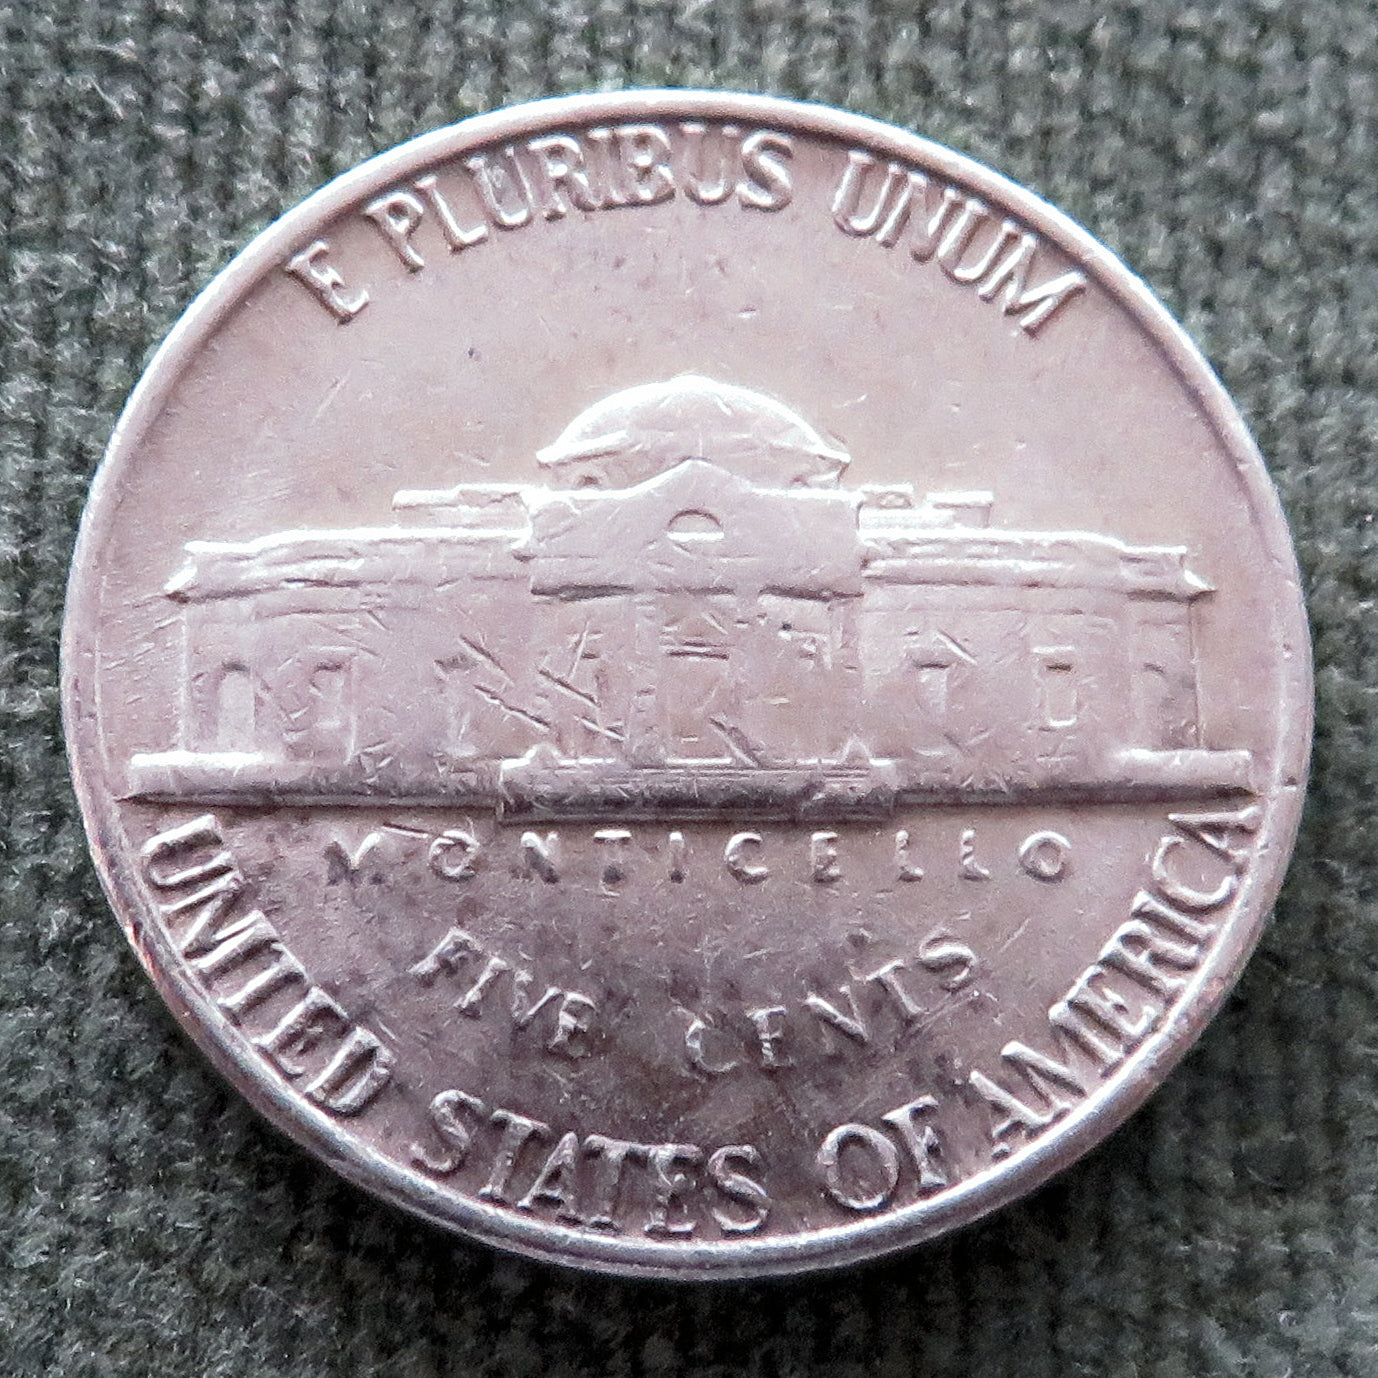 E PLURIBUS UNUM
MONTICELLO
FIVE CENTS
UNITED STATES OF AMERICA